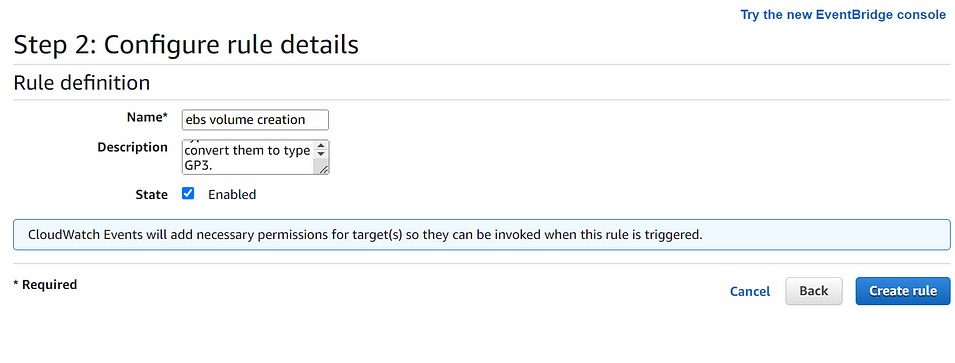 Try the new EventBridge console
Step 2: Configure rule details
Rule definition
Name* ebs volume creation
Description convert them to type
GP3.
State Enabled
CloudWatch Events will add necessary permissions for target(s) so they can be invoked when this rule is triggered.
* Required
Cancel Back Create rule